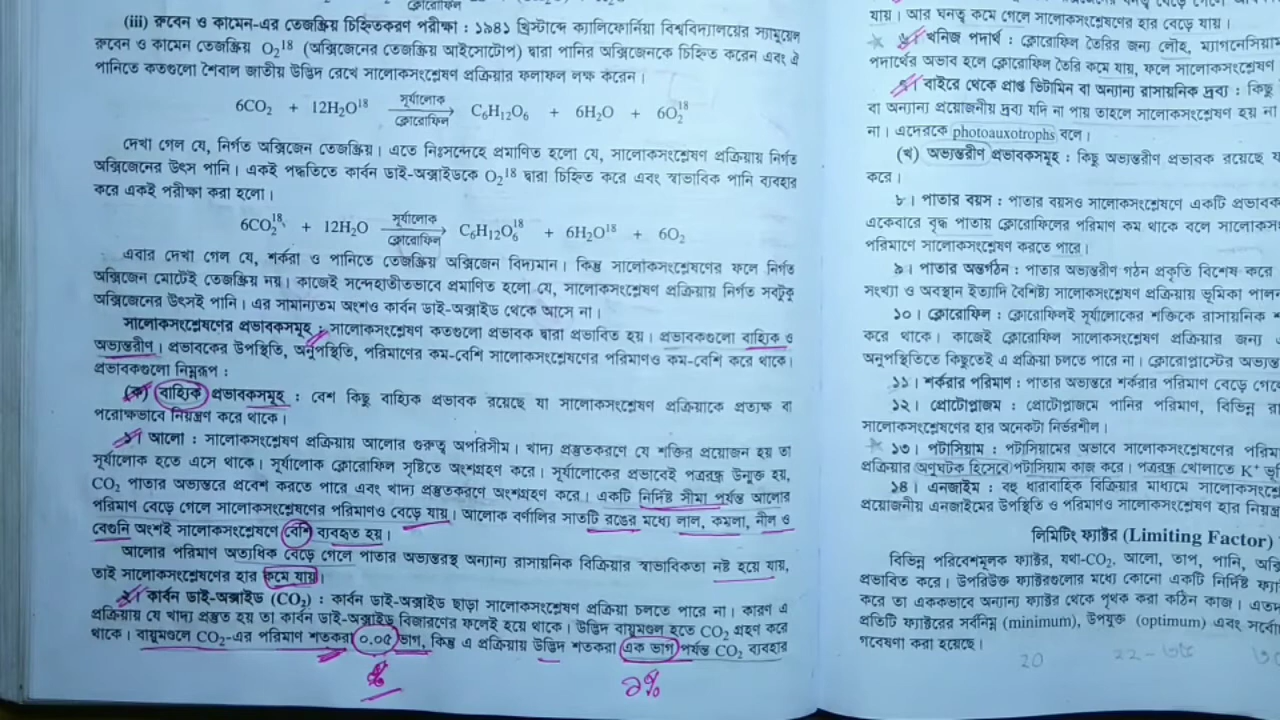 ক্লোরোফিল
(iii) রুবেন ও কামেন-এর তেজষ্ক্রিয় চিহ্নিতকরণ পরীক্ষা : ১৯৪১ খ্রিস্টাব্দে ক্যালিফোর্নিয়া বিশ্ববিদ্যালয়ের স্যামুয়েল
রুবেন ও কামেন তেজষ্ক্রিয় O₂¹⁸ (অক্সিজেনের তেজষ্ক্রিয় আইসোটোপ) দ্বারা পানির অক্সিজেনকে চিহ্নিত করেন এবং ঐ
পানিতে কতগুলো শৈবাল জাতীয় উদ্ভিদ রেখে সালোকসংশ্লেষণ প্রক্রিয়ার ফলাফল লক্ষ করেন।
6CO₂ + 12H₂O¹⁸ সূর্যালোক ক্লোরোফিল C₆H₁₂O₆ + 6H₂O + 6O₂¹⁸
দেখা গেল যে, নির্গত অক্সিজেন তেজষ্ক্রিয়। এতে নিঃসন্দেহে প্রমাণিত হলো যে, সালোকসংশ্লেষণ প্রক্রিয়ায় নির্গত
অক্সিজেনের উৎস পানি। একই পদ্ধতিতে কার্বন ডাই-অক্সাইডকে O₂¹⁸ দ্বারা চিহ্নিত করে এবং স্বাভাবিক পানি ব্যবহার
করে একই পরীক্ষা করা হলো।
6CO₂¹⁸ + 12H₂O সূর্যালোক ক্লোরোফিল C₆H₁₂O₆¹⁸ + 6H₂O¹⁸ + 6O₂
এবার দেখা গেল যে, শর্করা ও পানিতে তেজষ্ক্রিয় অক্সিজেন বিদ্যমান। কিন্তু সালোকসংশ্লেষণের ফলে নির্গত
অক্সিজেন মোটেই তেজষ্ক্রিয় নয়। কাজেই সন্দেহাতীতভাবে প্রমাণিত হলো যে, সালোকসংশ্লেষণ প্রক্রিয়ায় নির্গত সবটুকু
অক্সিজেনের উৎসই পানি। এর সামান্যতম অংশও কার্বন ডাই-অক্সাইড থেকে আসে না।
সালোকসংশ্লেষণের প্রভাবকসমূহ : সালোকসংশ্লেষণ কতগুলো প্রভাবক দ্বারা প্রভাবিত হয়। প্রভাবকগুলো বাহ্যিক ও
অভ্যন্তরীণ। প্রভাবকের উপস্থিতি, অনুপস্থিতি, পরিমাণের কম-বেশি সালোকসংশ্লেষণের পরিমাণও কম-বেশি করে থাকে।
প্রভাবকগুলো নিম্নরূপ :
(ক) বাহ্যিক প্রভাবকসমূহ : বেশ কিছু বাহ্যিক প্রভাবক রয়েছে যা সালোকসংশ্লেষণ প্রক্রিয়াকে প্রত্যক্ষ বা
পরোক্ষভাবে নিয়ন্ত্রণ করে থাকে।
১। আলো : সালোকসংশ্লেষণ প্রক্রিয়ায় আলোর গুরুত্ব অপরিসীম। খাদ্য প্রস্তুতকরণে যে শক্তির প্রয়োজন হয় তা
সূর্যালোক হতে এসে থাকে। সূর্যালোক ক্লোরোফিল সৃষ্টিতে অংশগ্রহণ করে। সূর্যালোকের প্রভাবেই পত্ররন্ধ্র উন্মুক্ত হয়,
CO₂ পাতার অভ্যন্তরে প্রবেশ করতে পারে এবং খাদ্য প্রস্তুতকরণে অংশগ্রহণ করে। একটি নির্দিষ্ট সীমা পর্যন্ত আলোর
পরিমাণ বেড়ে গেলে সালোকসংশ্লেষণের পরিমাণও বেড়ে যায়। আলোক বর্ণালির সাতটি রঙের মধ্যে লাল, কমলা, নীল ও
বেগুনি অংশই সালোকসংশ্লেষণে বেশি ব্যবহৃত হয়।
আলোর পরিমাণ অত্যধিক বেড়ে গেলে পাতার অভ্যন্তরস্থ অন্যান্য রাসায়নিক বিক্রিয়ার স্বাভাবিকতা নষ্ট হয়ে যায়,
তাই সালোকসংশ্লেষণের হার কমে যায়।
২। কার্বন ডাই-অক্সাইড (CO₂) : কার্বন ডাই-অক্সাইড ছাড়া সালোকসংশ্লেষণ প্রক্রিয়া চলতে পারে না। কারণ এ
প্রক্রিয়ায় যে খাদ্য প্রস্তুত হয় তা কার্বন ডাই-অক্সাইড বিজারণের ফলেই হয়ে থাকে। উদ্ভিদ বায়ুমণ্ডল হতে CO₂ গ্রহণ করে
থাকে। বায়ুমণ্ডলে CO₂-এর পরিমাণ শতকরা ০.০৫ ভাগ, কিন্তু এ প্রক্রিয়ায় উদ্ভিদ শতকরা এক ভাগ পর্যন্ত CO₂ ব্যবহার
%
১%
যায়। আর ঘনত্ব কমে গেলে সালোকসংশ্লেষণের হার বেড়ে যায়।
৬। খনিজ পদার্থ : ক্লোরোফিল তৈরির জন্য লৌহ, ম্যাগনেসিয়াম
পদার্থের অভাব হলে ক্লোরোফিল তৈরি কমে যায়, ফলে সালোকসংশ্লেষণ
৭। বাইরে থেকে প্রাপ্ত ভিটামিন বা অন্যান্য রাসায়নিক দ্রব্য : কিছু
বা অন্যান্য প্রয়োজনীয় দ্রব্য যদি না পায় তাহলে সালোকসংশ্লেষণ হয় না
না। এদেরকে photoauxotrophs বলে।
(খ) অভ্যন্তরীণ প্রভাবকসমূহ : কিছু অভ্যন্তরীণ প্রভাবক রয়েছে
করে।
৮। পাতার বয়স : পাতার বয়সও সালোকসংশ্লেষণে একটি প্রভাবক
একেবারে বৃদ্ধ পাতায় ক্লোরোফিলের পরিমাণ কম থাকে বলে
পরিমাণে সালোকসংশ্লেষণ করতে পারে।
৯। পাতার অন্তর্গঠন : পাতার অভ্যন্তরীণ গঠন প্রকৃতি বিশেষ করে
সংখ্যা ও অবস্থান ইত্যাদি বৈশিষ্ট্য সালোকসংশ্লেষণ প্রক্রিয়ায় ভূমিকা
১০। ক্লোরোফিল : ক্লোরোফিলই সূর্যালোকের শক্তিকে রাসায়নিক
করে থাকে। কাজেই ক্লোরোফিল সালোকসংশ্লেষণ প্রক্রিয়ার জন্য
অনুপস্থিতিতে কিছুতেই এ প্রক্রিয়া চলতে পারে না। ক্লোরোপ্লাস্টের
১১। শর্করার পরিমাণ : পাতার অভ্যন্তরে শর্করার পরিমাণ বেড়ে
১২। প্রোটোপ্লাজম : প্রোটোপ্লাজমে পানির পরিমাণ, বিভিন্ন
সালোকসংশ্লেষণের হার অনেকটা নির্ভরশীল।
১৩। পটাসিয়াম : পটাসিয়ামের অভাবে সালোকসংশ্লেষণের
প্রক্রিয়ার অণুঘটক হিসেবে পটাসিয়াম কাজ করে। পত্ররন্ধ্র খোলাতে K⁺
১৪। এনজাইম : বহু ধারাবাহিক বিক্রিয়ার মাধ্যমে
প্রয়োজনীয় এনজাইমের উপস্থিতি ও পরিমাণও সালোকসংশ্লেষণ হার
লিমিটিং ফ্যাক্টর (Limiting Factor)
বিভিন্ন পরিবেশমূলক ফ্যাক্টর, যথা-CO₂, আলো, তাপ, পানি,
প্রভাবিত করে। উপরিউক্ত ফ্যাক্টরগুলোর মধ্যে কোনো একটি নির্দিষ্ট
করে তা এককভাবে অন্যান্য ফ্যাক্টর থেকে পৃথক করা কঠিন কাজ।
প্রতিটি ফ্যাক্টরের সর্বনিম্ন (minimum), উপযুক্ত (optimum) এবং
গবেষণা করা হয়েছে।
20 ২২-২৫